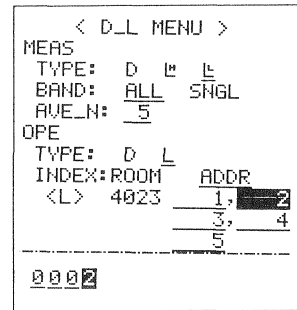 < D_L MENU >
MEAS
TYPE: D Lᴹ L
BAND: ALL SNGL
AVE_N: 5
OPE
TYPE: D L
INDEX:ROOM ADDR
<L> 4023 1, 2
3, 4
5
0002